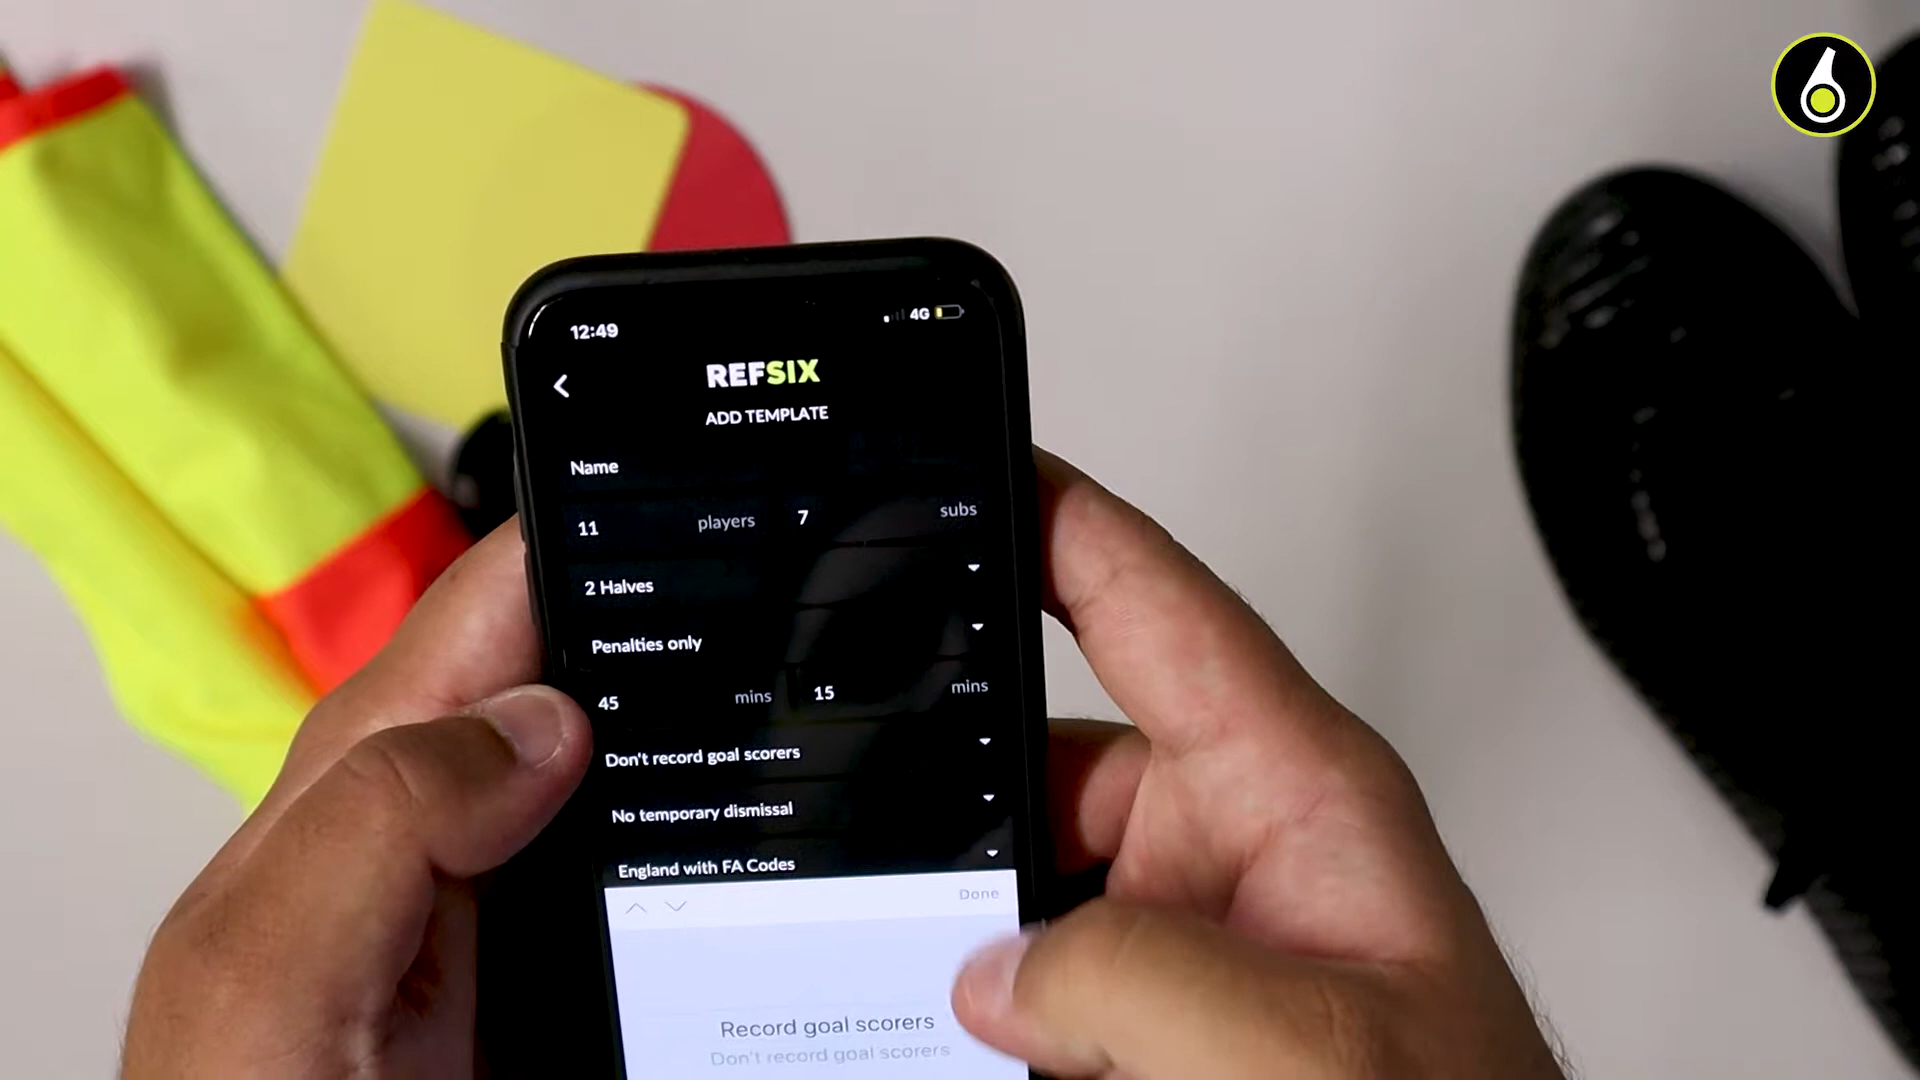 12:49 4G
REFSIX
ADD TEMPLATE
Name
11 players 7 subs
2 Halves
Penalties only
45 mins 15 mins
Don't record goal scorers
No temporary dismissal
England with FA Codes
Done
Record goal scorers
Don't record goal scorers